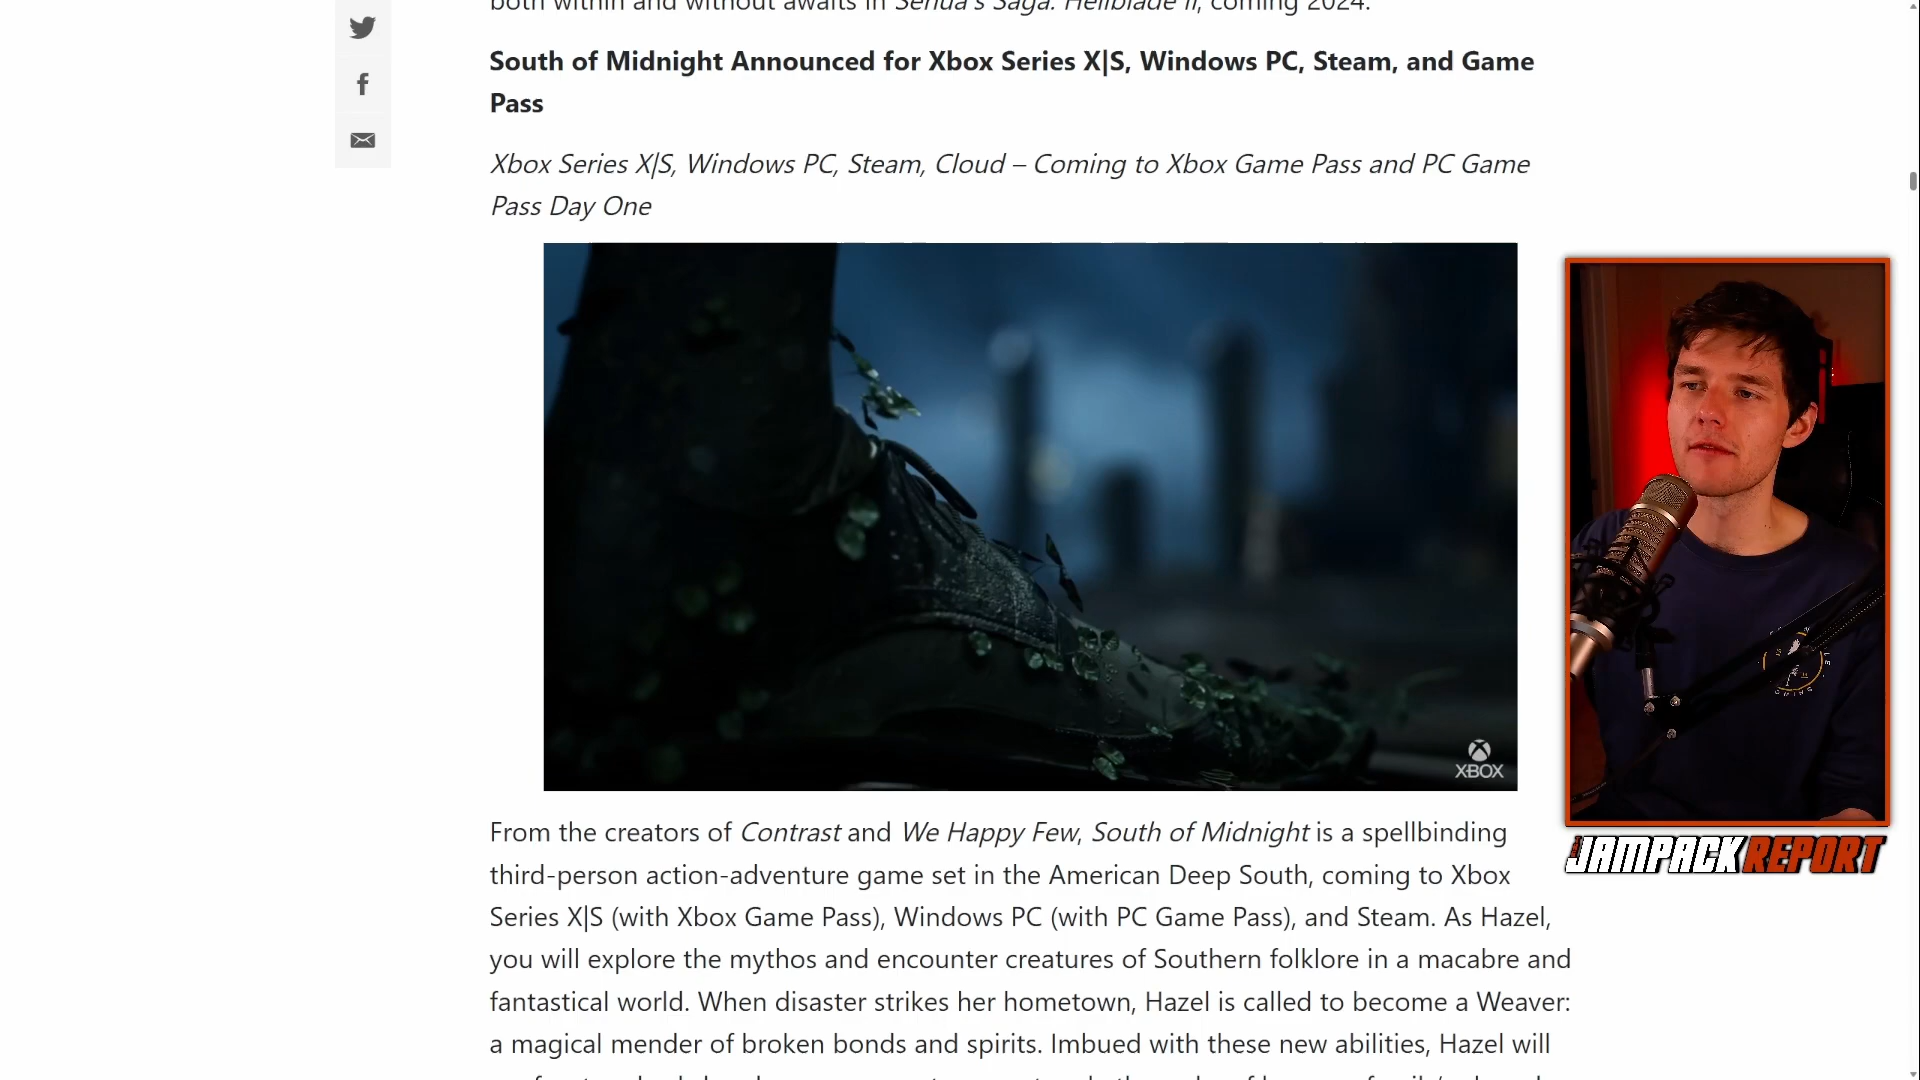 both within and without awaits in Senua's Saga: Hellblade II, coming 2024.
South of Midnight Announced for Xbox Series X|S, Windows PC, Steam, and Game
Pass
Xbox Series X|S, Windows PC, Steam, Cloud – Coming to Xbox Game Pass and PC Game
Pass Day One
XBOX
JAMPACK REPORT
From the creators of Contrast and We Happy Few, South of Midnight is a spellbinding
third-person action-adventure game set in the American Deep South, coming to Xbox
Series X|S (with Xbox Game Pass), Windows PC (with PC Game Pass), and Steam. As Hazel,
you will explore the mythos and encounter creatures of Southern folklore in a macabre and
fantastical world. When disaster strikes her hometown, Hazel is called to become a Weaver:
a magical mender of broken bonds and spirits. Imbued with these new abilities, Hazel will